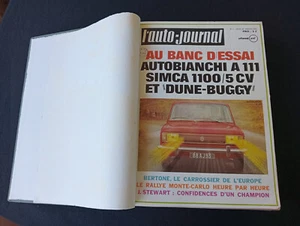 l'auto-journal
AU BANC D'ESSAI
AUTOBIANCHI A 111
SIMCA 1100/5 CV
ET "DUNE-BUGGY"
BERTONE, LE CARROSSIER DE L'EUROPE
LE RALLYE MONTE-CARLO HEURE PAR HEURE
J. STEWART: CONFIDENCES D'UN CHAMPION